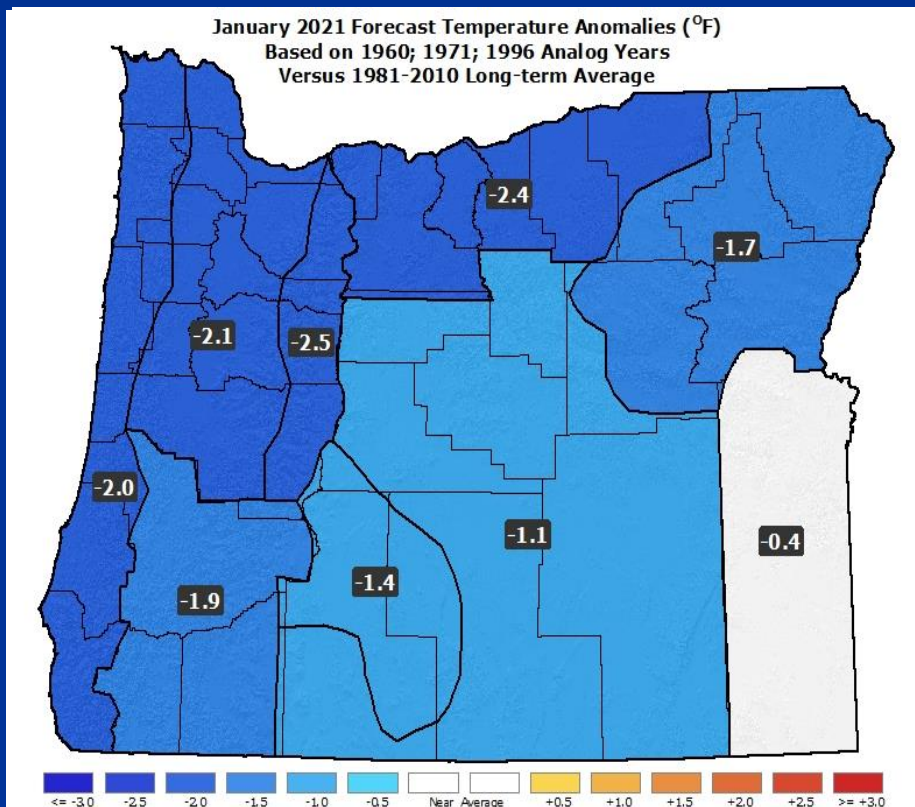 January 2021 Forecast Temperature Anomalies (ºF)
Based on 1960; 1971; 1996 Analog Years
Versus 1981-2010 Long-term Average
-2.4
-1.7
-2.1
-2.5
-2.0
-1.1
-0.4
-1.4
-1.9
<= -3.0 -2.5 -2.0 -1.5 -1.0 -0.5 Near Average +0.5 +1.0 +1.5 +2.0 +2.5 => +3.0